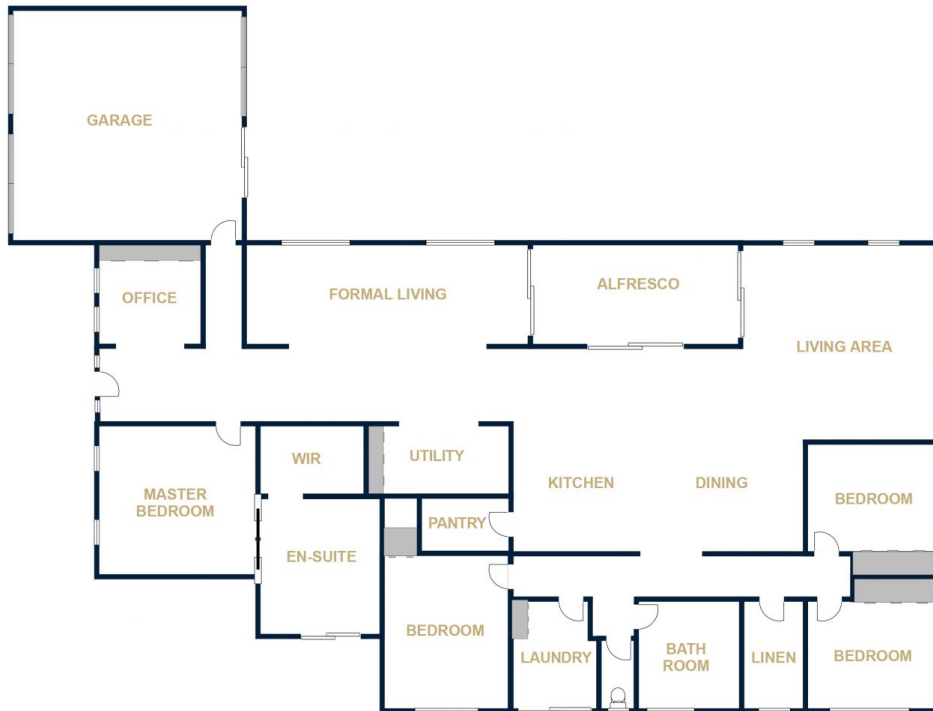 GARAGE
OFFICE
FORMAL LIVING
ALFRESCO
LIVING AREA
MASTER
BEDROOM
WIR
UTILITY
KITCHEN
DINING
BEDROOM
PANTRY
EN-SUITE
BEDROOM
LAUNDRY
BATH
ROOM
LINEN
BEDROOM